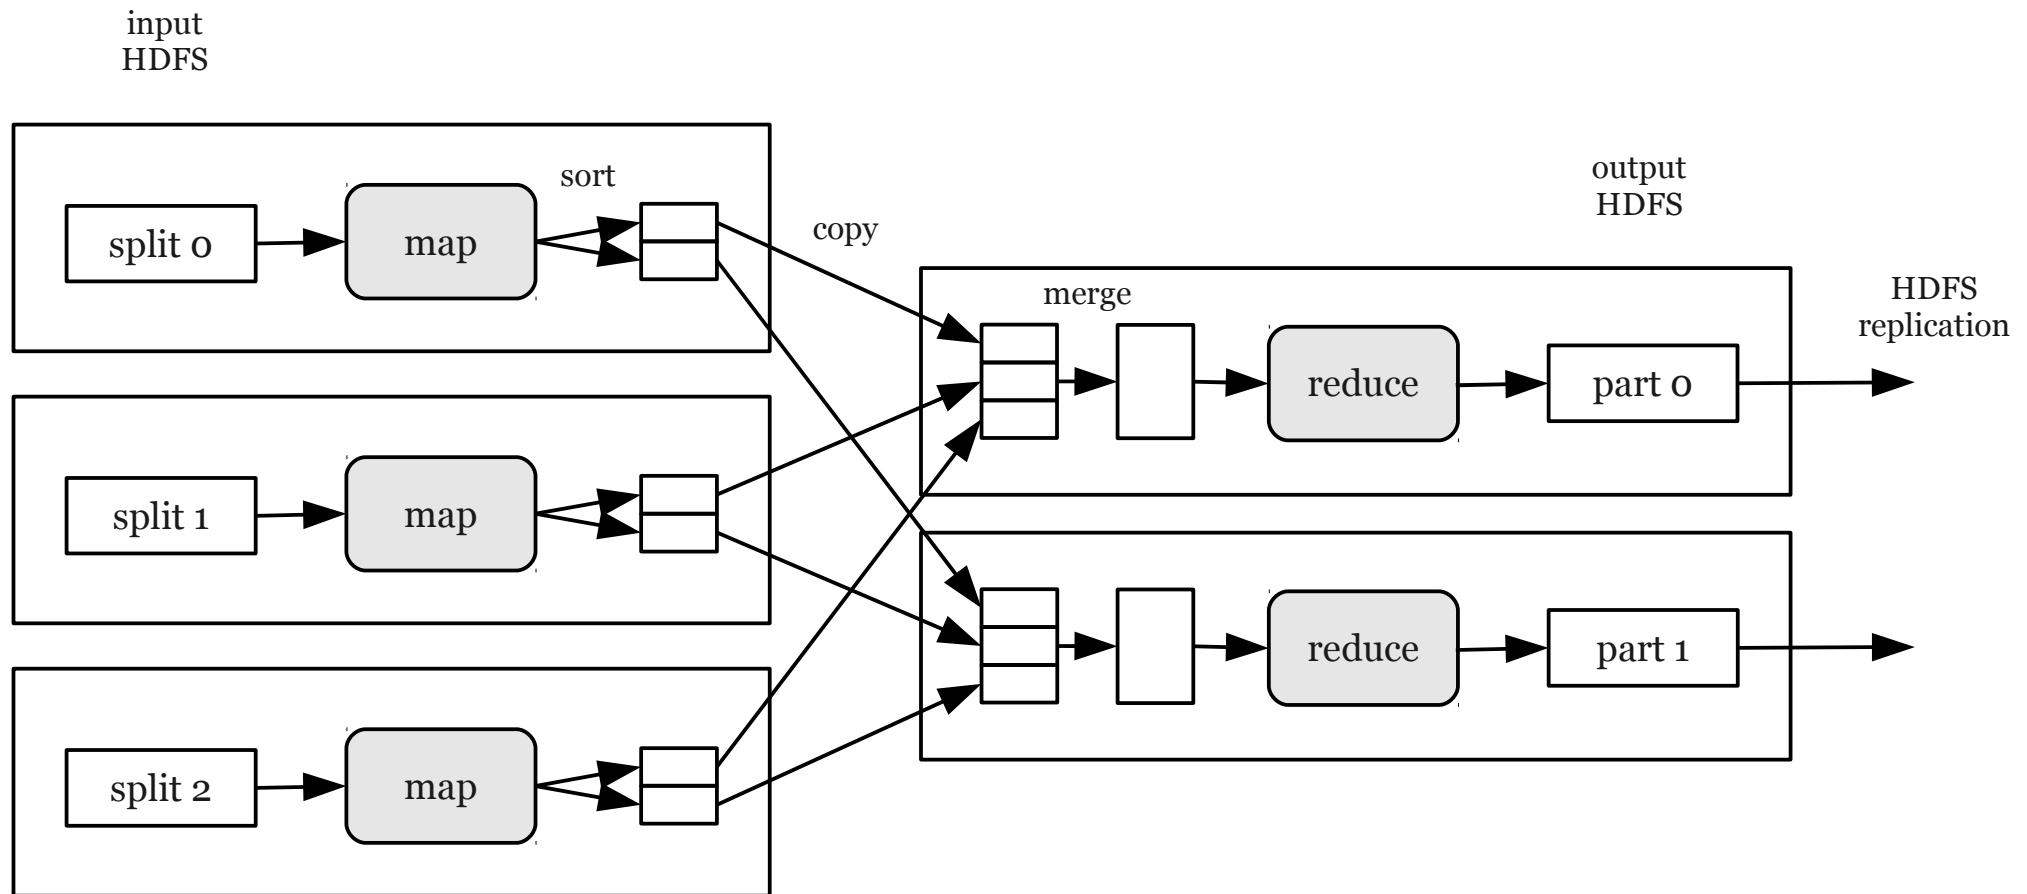 input
HDFS
sort
split 0
map
copy
output
HDFS
merge
HDFS
replication
reduce
part 0
split 1
map
reduce
part 1
split 2
map